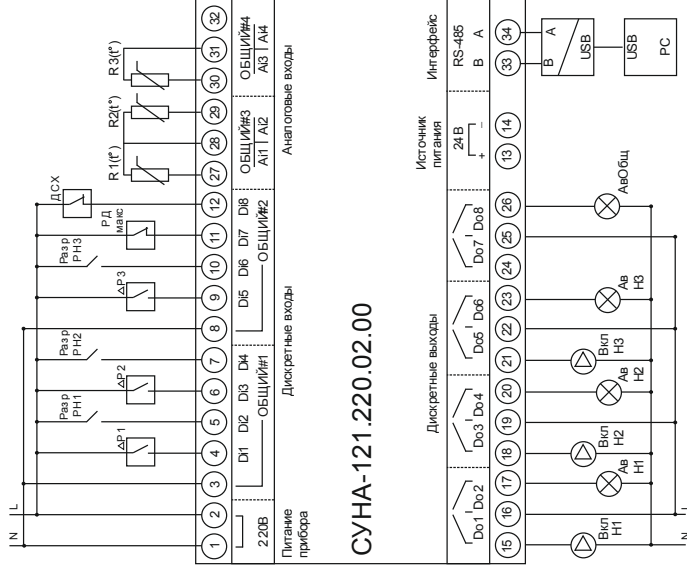 N L
ΔP1
Разр РН1
ΔP2
Разр РН2
ΔP3
Разр РН3
РД макс
ДСХ
R1(t°) R2(t°) R3(t°)
1 2 3 4 5 6 7 8 9 10 11 12 27 28 29 30 31 32
220В
Di1 Di2 Di3 Di4
ОБЩИЙ#1
Di5 Di6 Di7 Di8
ОБЩИЙ#2
ОБЩИЙ#3
Ai1 Ai2
ОБЩИЙ#4
Ai3 Ai4
Питание прибора
Дискретные входы
Аналоговые входы
СУНА-121.220.02.00
Дискретные выходы
Источник питания
Интерфейс
Do1 Do2 Do3 Do4 Do5 Do6 Do7 Do8
24 В
+ −
RS-485
B A
15 16 17 18 19 20 21 22 23 24 25 26 13 14 33 34
Вкл Н1
Ав Н1
Вкл Н2
Ав Н2
Вкл Н3
Ав Н3
АвОбщ
B A
USB
USB
PC
N L